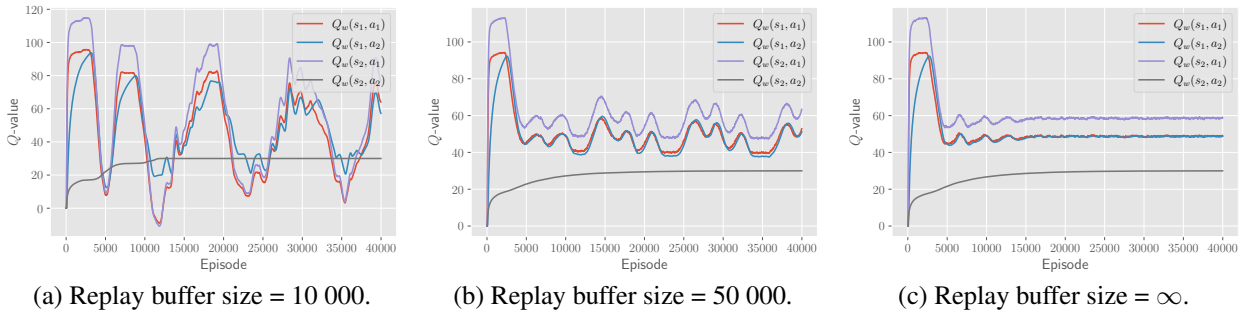 120
100
80
60
40
20
0
Q-value
0 5000 10000 15000 20000 25000 30000 35000 40000
Episode
Q_w(s_1, a_1)
Q_w(s_1, a_2)
Q_w(s_2, a_1)
Q_w(s_2, a_2)
(a) Replay buffer size = 10 000.
100
80
60
40
20
0
Q-value
0 5000 10000 15000 20000 25000 30000 35000 40000
Episode
Q_w(s_1, a_1)
Q_w(s_1, a_2)
Q_w(s_2, a_1)
Q_w(s_2, a_2)
(b) Replay buffer size = 50 000.
100
80
60
40
20
0
Q-value
0 5000 10000 15000 20000 25000 30000 35000 40000
Episode
Q_w(s_1, a_1)
Q_w(s_1, a_2)
Q_w(s_2, a_1)
Q_w(s_2, a_2)
(c) Replay buffer size = ∞.